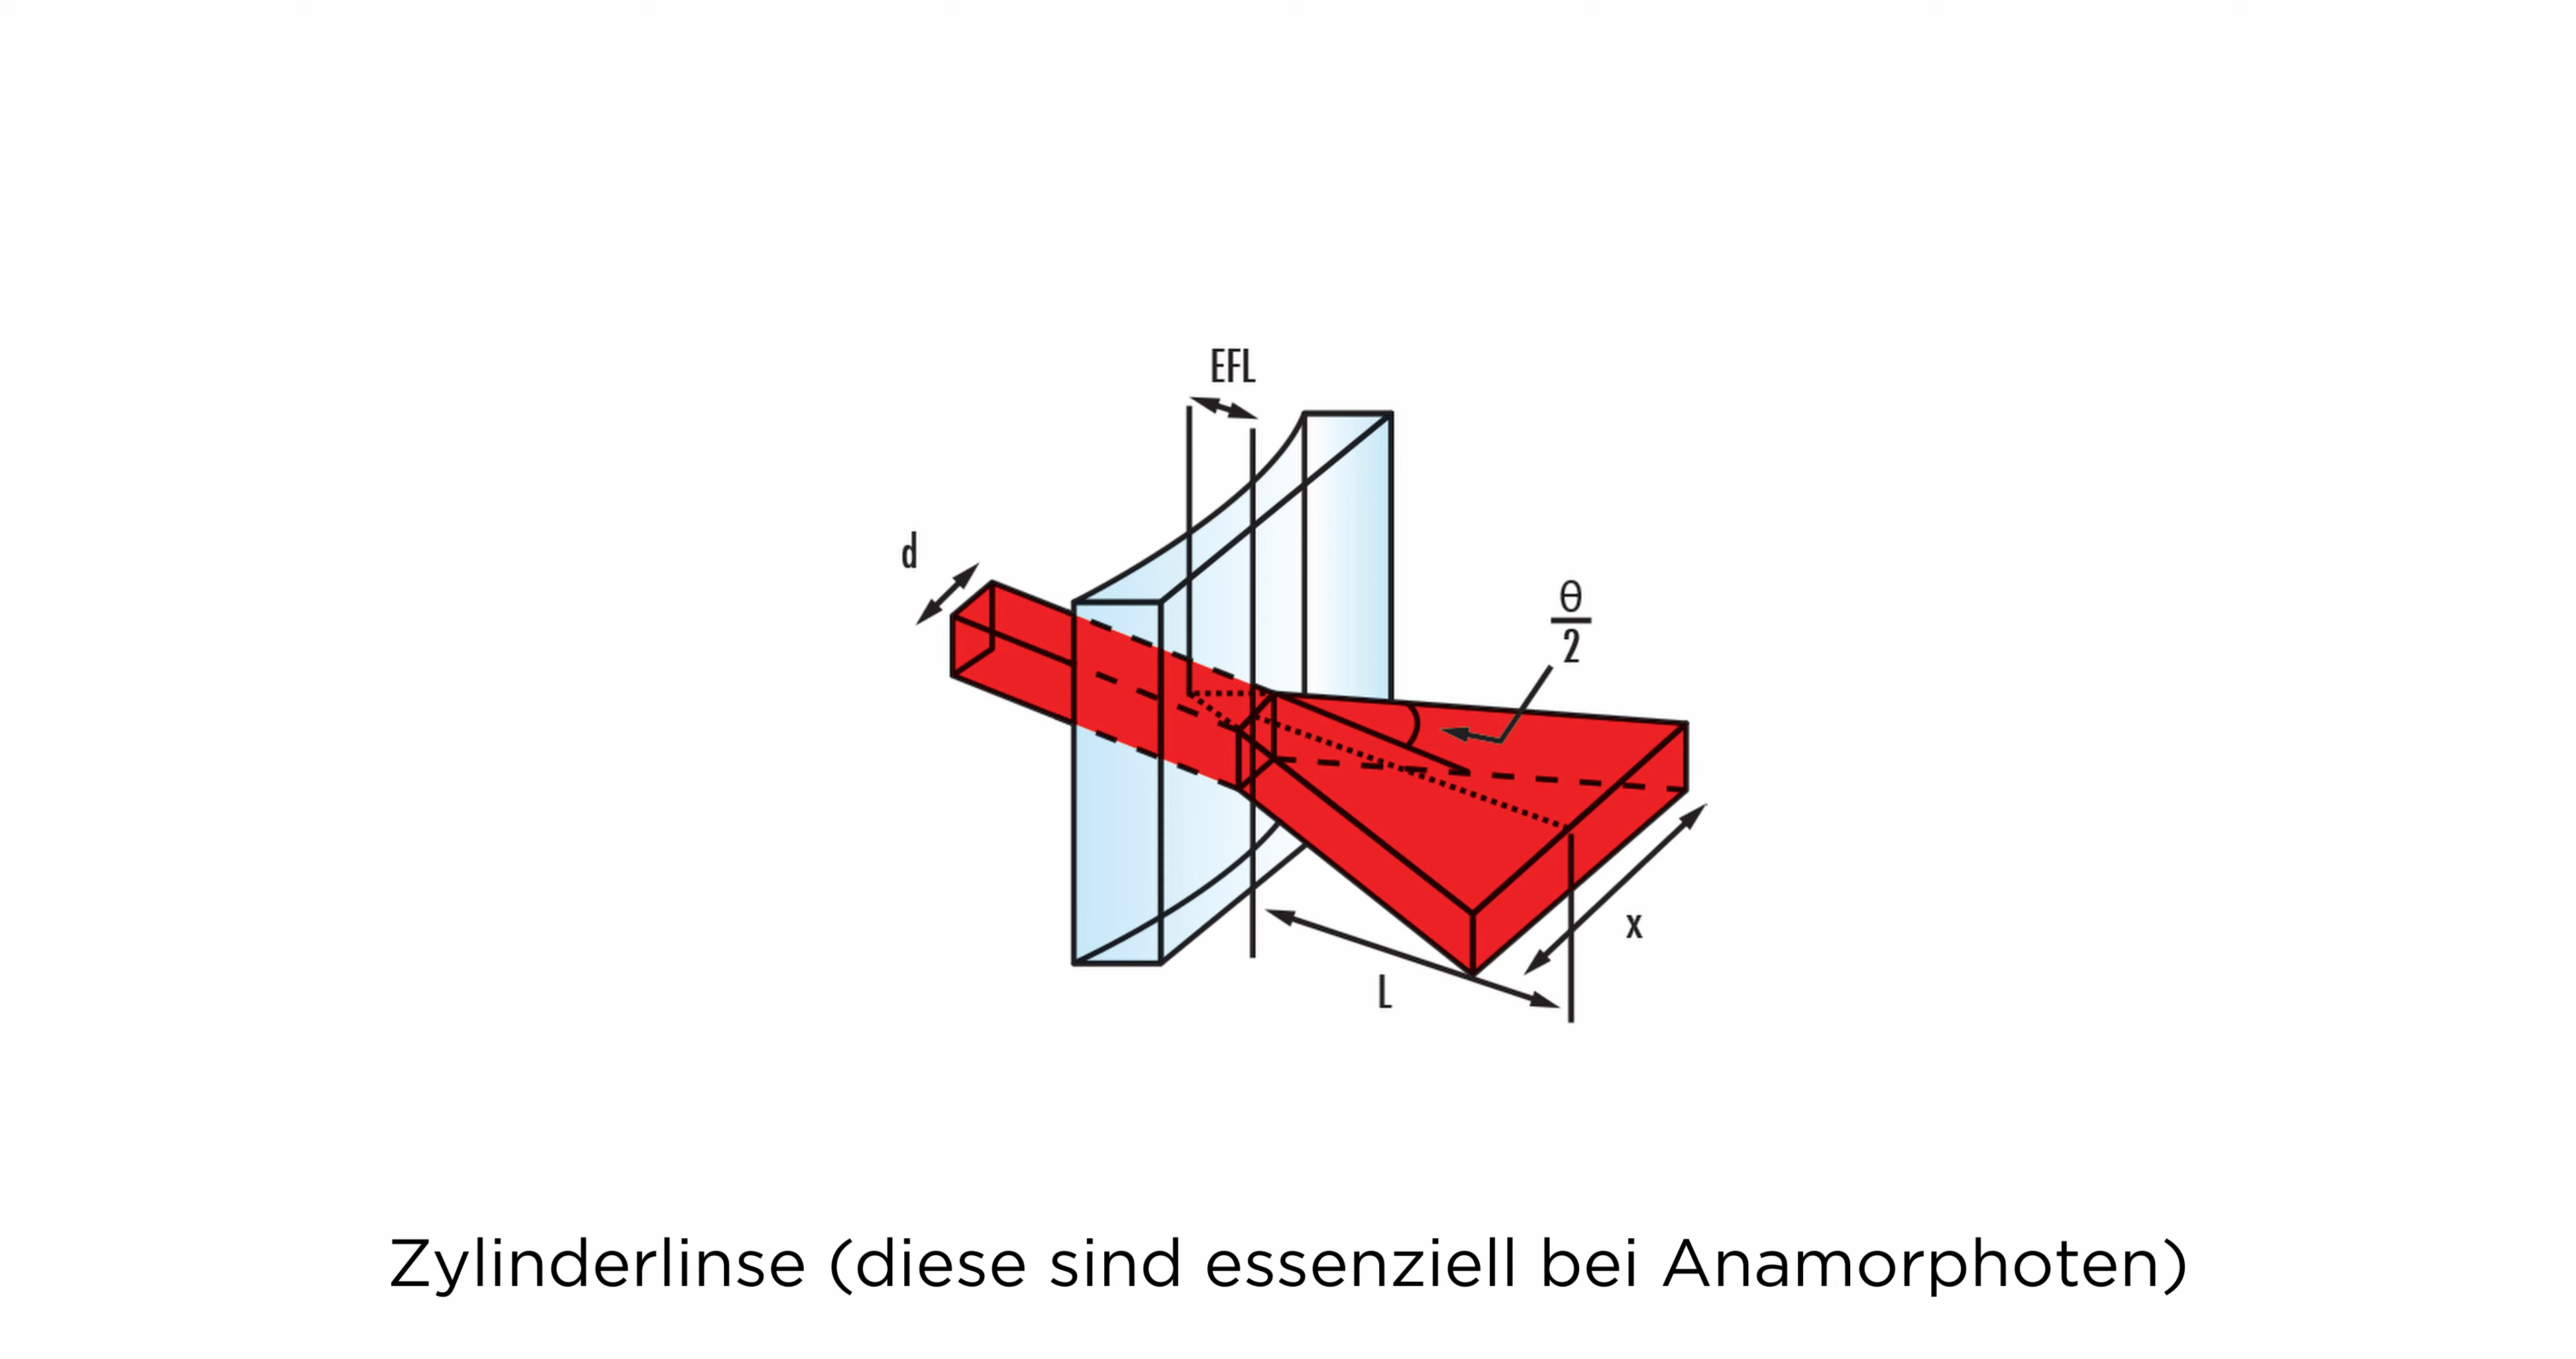 EFL
d
θ
2
x
L
Zylinderlinse (diese sind essenziell bei Anamorphoten)